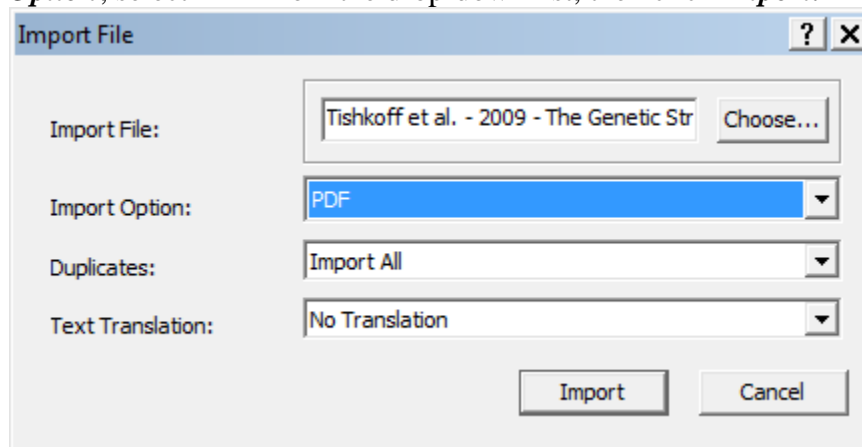 Import File ? X
Import File: Tishkoff et al. - 2009 - The Genetic Str Choose...
Import Option: PDF
Duplicates: Import All
Text Translation: No Translation
Import Cancel